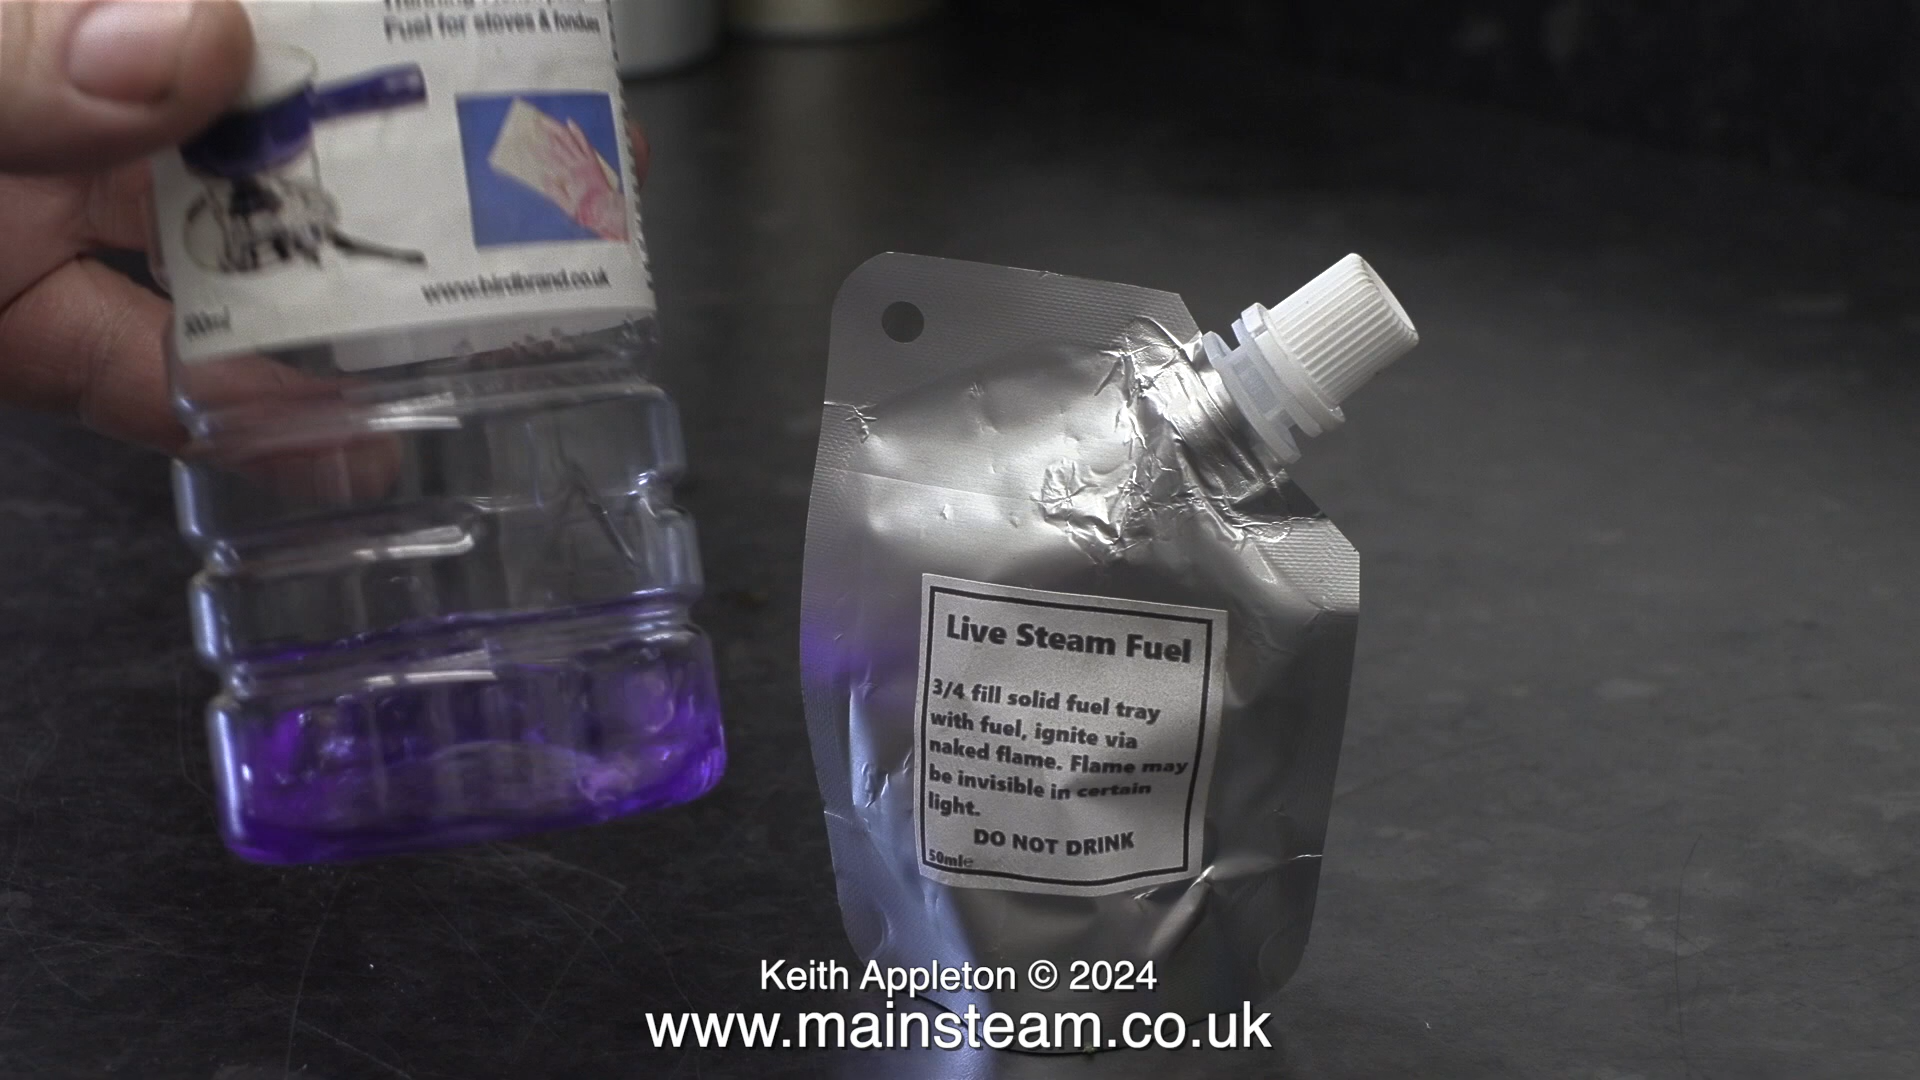 Fuel for stoves & fondues
www.birdbrand.co.uk
500ml
Live Steam Fuel
3/4 fill solid fuel tray
with fuel, ignite via
naked flame. Flame may
be invisible in certain
light.
DO NOT DRINK
50mle
Keith Appleton © 2024
www.mainsteam.co.uk